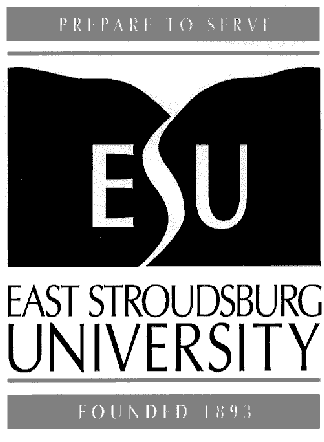 PREPARE TO SERVE
ESU
EAST STROUDSBURG
UNIVERSITY
FOUNDED 1893